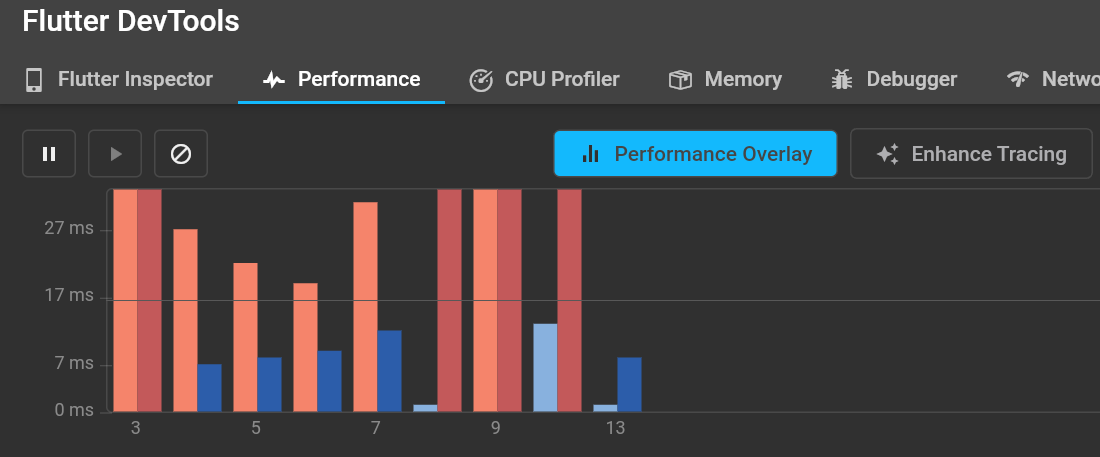 Flutter DevTools
Flutter Inspector Performance CPU Profiler Memory Debugger Netwo
Performance Overlay Enhance Tracing
27 ms
17 ms
7 ms
0 ms
3 5 7 9 13